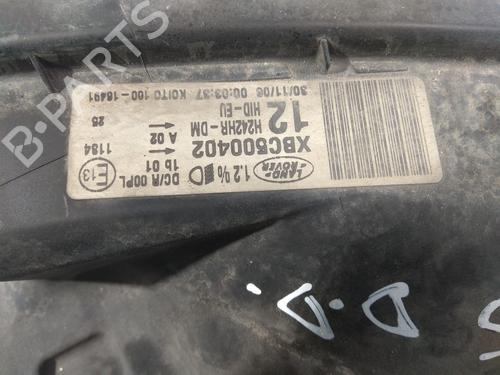 B-PARTS
LAND-
ROVER
1.2%
XBC500402
12
H242HR-DM
HID-EU
30/11/06 00:03:37 KOITO 100-18491
DC/R 00PL
1b 01
E13
A 02
1184
25
D.D.